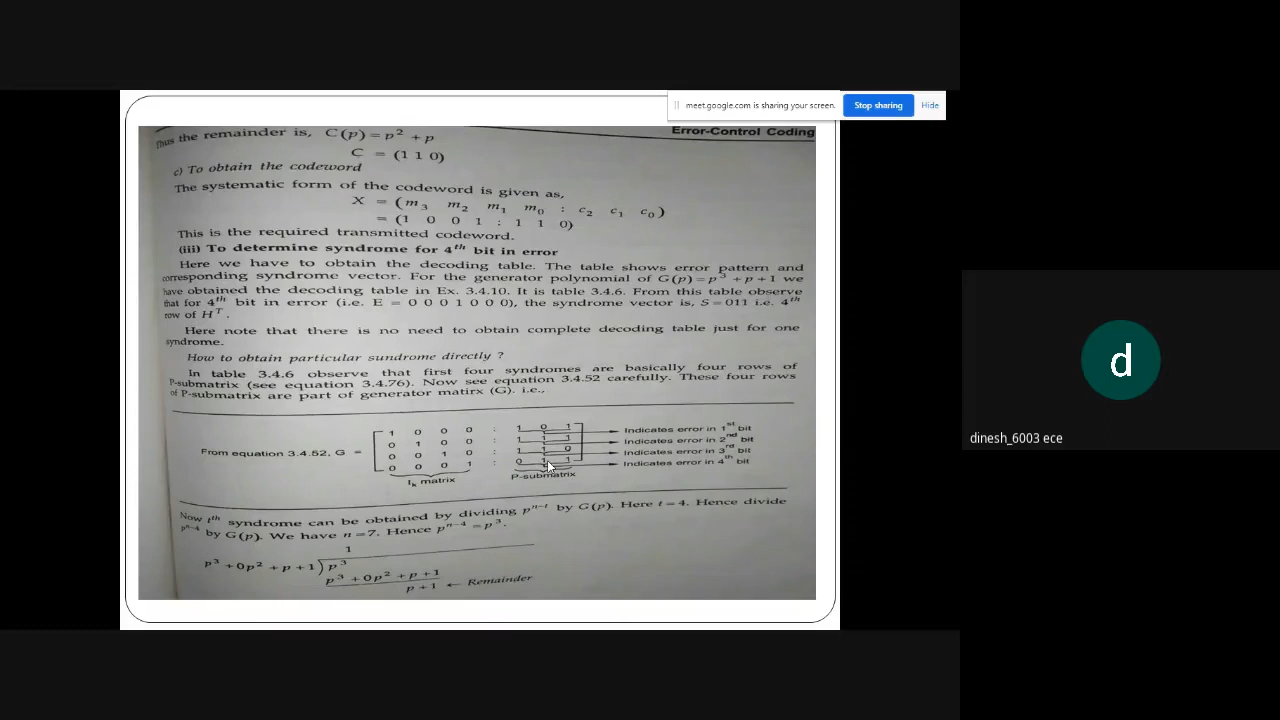 meet.google.com is sharing your screen. Stop sharing Hide
Error-Control Coding
Thus the remainder is, C(p) = p² + p
C = (1 1 0)
c) To obtain the codeword
The systematic form of the codeword is given as,
X = (m₃ m₂ m₁ m₀ : c₂ c₁ c₀)
= (1 0 0 1 : 1 1 0)
This is the required transmitted codeword.
(iii) To determine syndrome for 4ᵗʰ bit in error
Here we have to obtain the decoding table. The table shows error pattern and
corresponding syndrome vector. For the generator polynomial of G(p) = p³ + p + 1 we
have obtained the decoding table in Ex. 3.4.10. It is table 3.4.6. From this table observe
that for 4ᵗʰ bit in error (i.e. E = 0 0 0 1 0 0 0), the syndrome vector is, S = 011 i.e. 4ᵗʰ
row of Hᵀ.
Here note that there is no need to obtain complete decoding table just for one
syndrome.
How to obtain particular sundrome directly ?
In table 3.4.6 observe that first four syndromes are basically four rows of
P-submatrix (see equation 3.4.76). Now see equation 3.4.52 carefully. These four rows
of P-submatrix are part of generator matirx (G). i.e.,
1 0 0 0 : 1 0 1 Indicates error in 1ˢᵗ bit
0 1 0 0 : 1 1 1 Indicates error in 2ⁿᵈ bit
From equation 3.4.52, G = 0 0 1 0 : 1 1 0 Indicates error in 3ʳᵈ bit
0 0 0 1 : 0 1 1 Indicates error in 4ᵗʰ bit
Iₖ matrix P-submatrix
Now tᵗʰ syndrome can be obtained by dividing pⁿ⁻ᵗ by G(p). Here t = 4. Hence divide
pⁿ⁻⁴ by G(p). We have n = 7. Hence pⁿ⁻⁴ = p³.
1
p³ + 0p² + p + 1 ) p³
p³ + 0p² + p + 1
p + 1 ← Remainder
d
dinesh_6003 ece